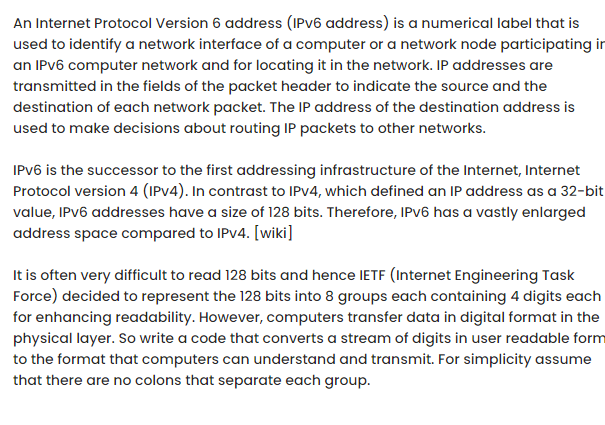 An Internet Protocol Version 6 address (IPv6 address) is a numerical label that is
used to identify a network interface of a computer or a network node participating in
an IPv6 computer network and for locating it in the network. IP addresses are
transmitted in the fields of the packet header to indicate the source and the
destination of each network packet. The IP address of the destination address is
used to make decisions about routing IP packets to other networks.
IPv6 is the successor to the first addressing infrastructure of the Internet, Internet
Protocol version 4 (IPv4). In contrast to IPv4, which defined an IP address as a 32-bit
value, IPv6 addresses have a size of 128 bits. Therefore, IPv6 has a vastly enlarged
address space compared to IPv4. [wiki]
It is often very difficult to read 128 bits and hence IETF (Internet Engineering Task
Force) decided to represent the 128 bits into 8 groups each containing 4 digits each
for enhancing readability. However, computers transfer data in digital format in the
physical layer. So write a code that converts a stream of digits in user readable form
to the format that computers can understand and transmit. For simplicity assume
that there are no colons that separate each group.